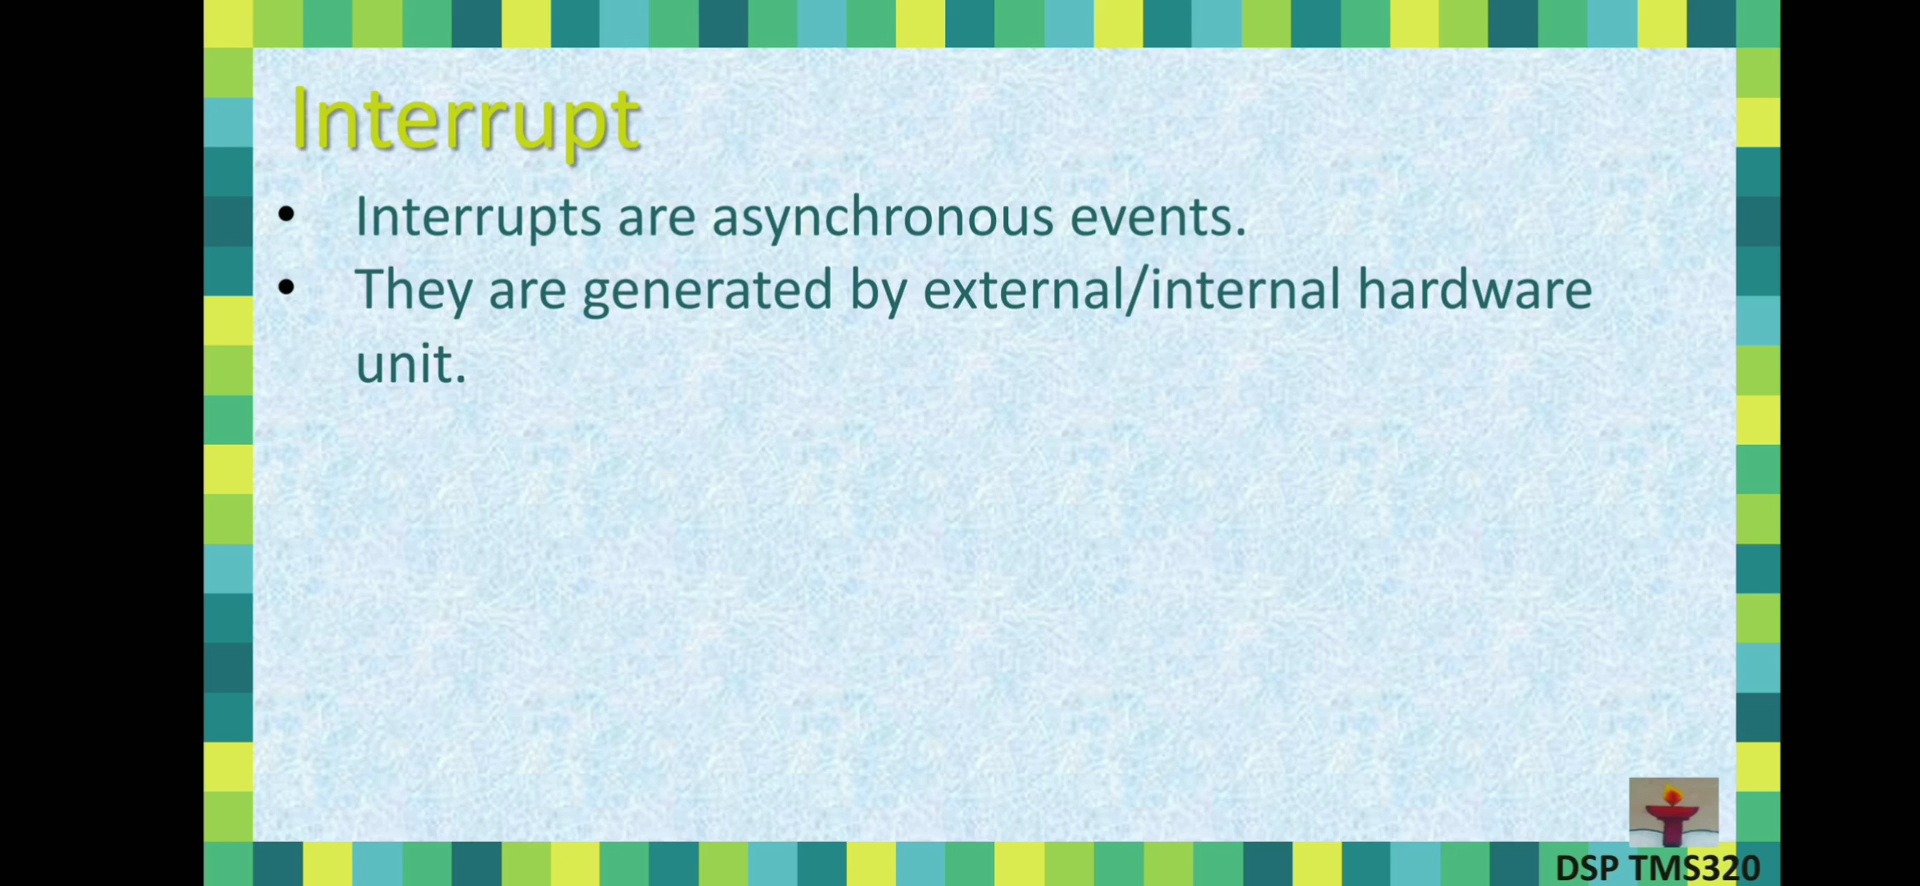 Interrupt
• Interrupts are asynchronous events.
• They are generated by external/internal hardware
unit.
DSP TMS320